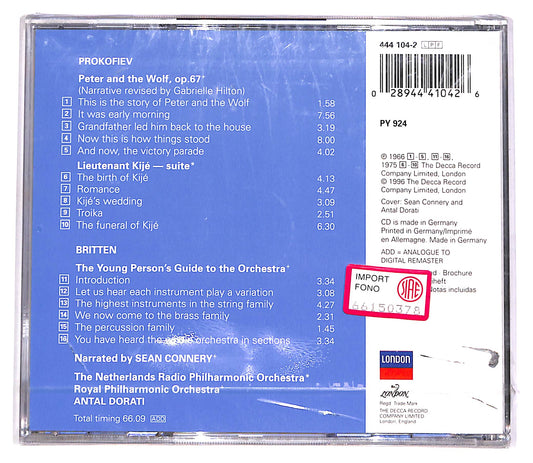 PROKOFIEV
Peter and the Wolf, op.67*
(Narrative revised by Gabrielle Hilton)
1 This is the story of Peter and the Wolf 1.58
2 It was early morning 7.56
3 Grandfather led him back to the house 3.19
4 Now this is how things stood 8.00
5 And now, the victory parade 4.02
Lieutenant Kijé — suite+
6 The birth of Kijé 4.13
7 Romance 4.47
8 Kijé's wedding 3.09
9 Troika 2.51
10 The funeral of Kijé 6.30
BRITTEN
The Young Person's Guide to the Orchestra*
11 Introduction 3.34
12 Let us hear each instrument play a variation 3.08
13 The highest instruments in the string family 4.27
14 We now come to the brass family 2.31
15 The percussion family 1.45
16 You have heard the whole orchestra in sections 3.34
Narrated by SEAN CONNERY*
The Netherlands Radio Philharmonic Orchestra+
Royal Philharmonic Orchestra*
ANTAL DORATI
Total timing 66.09 ADD
444 104-2 LPF
0 28944 41042 6
PY 924
Ⓟ 1966 1 - 5, 11 - 16,
1975 6 - 10 The Decca Record
Company Limited, London
© 1996 The Decca Record
Company Limited, London
Cover: Sean Connery and
Antal Dorati
CD is made in Germany
Printed in Germany/Imprimé
en Allemagne. Made in Germany
ADD = ANALOGUE TO
DIGITAL REMASTER
Brochure
Notas incluidas
IMPORT
FONO
SIAE
66150378
LONDON
London
Regd. Trade Mark
THE DECCA RECORD
COMPANY LIMITED
London, England